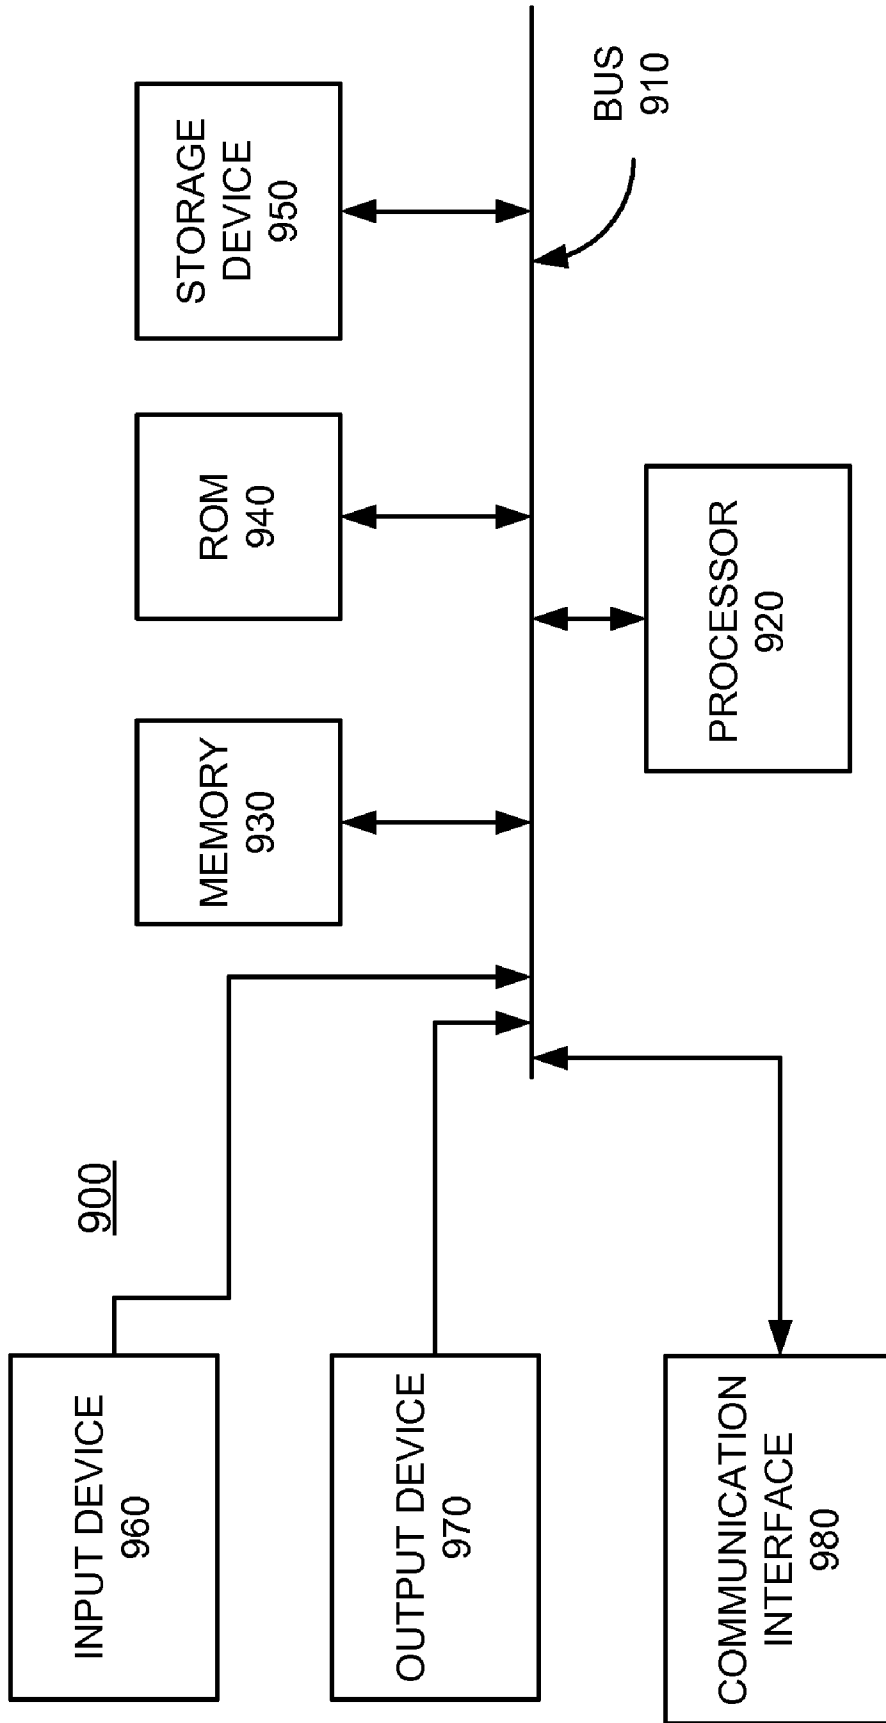 900
INPUT DEVICE
960
MEMORY
930
ROM
940
STORAGE
DEVICE
950
OUTPUT DEVICE
970
BUS
910
COMMUNICATION
INTERFACE
980
PROCESSOR
920